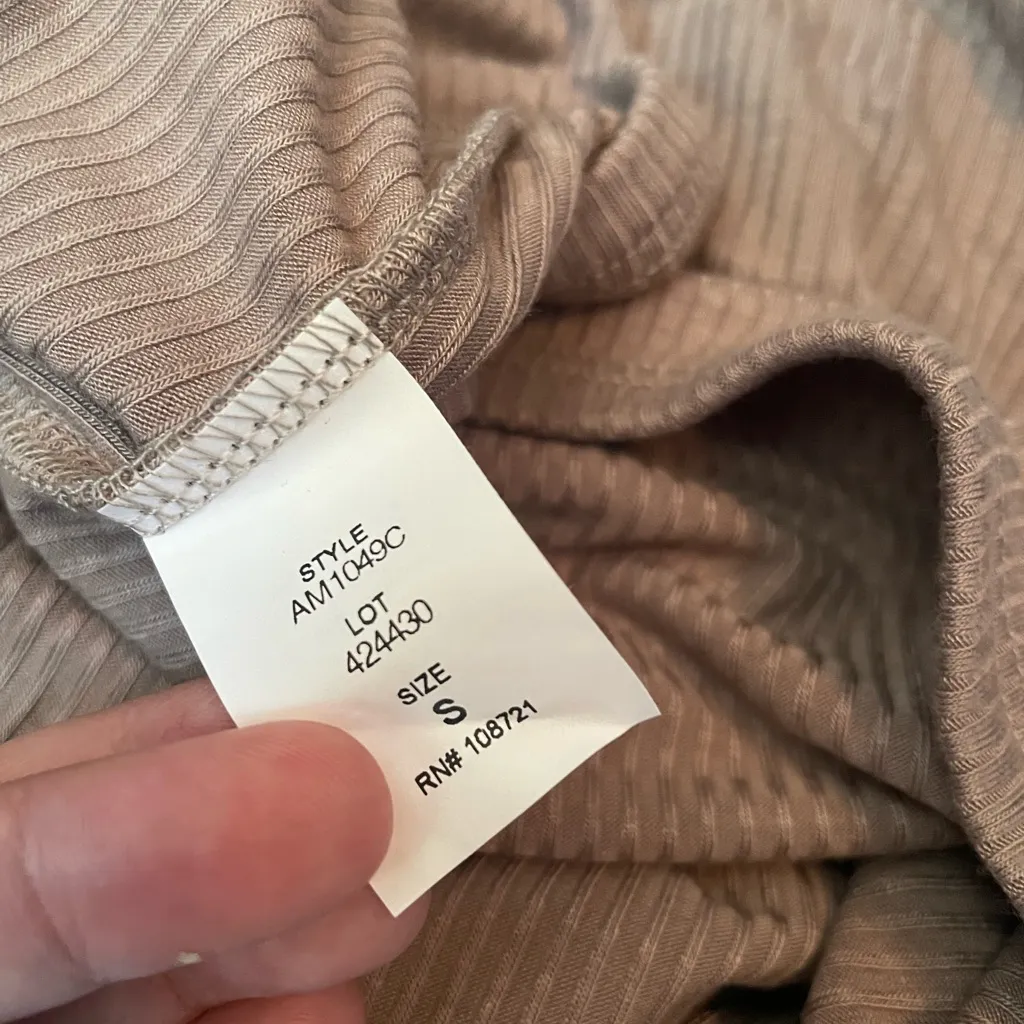 STYLE
AM1049C
LOT
424430
SIZE
S
RN# 108721